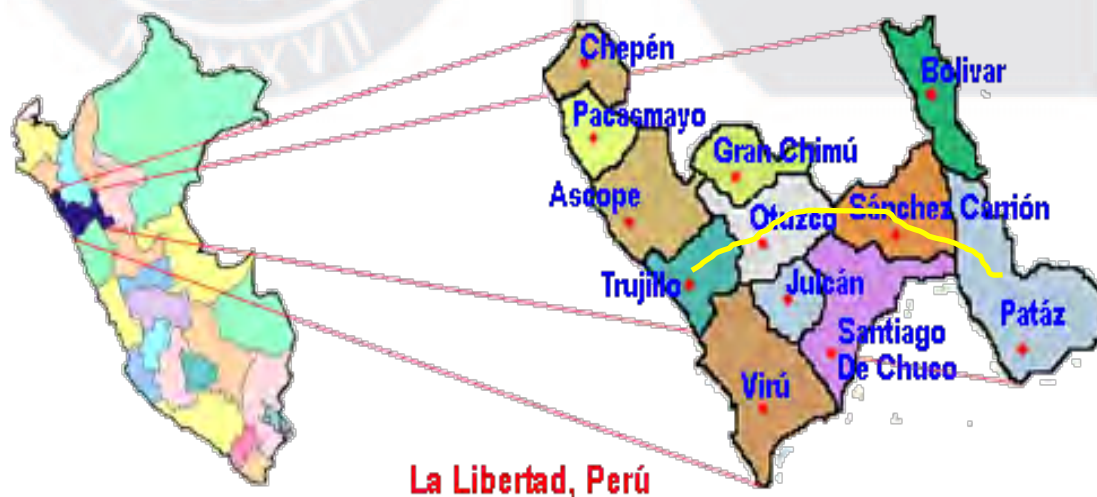 MXVII
Chepén
Bolivar
Pacasmayo
Gran Chimú
Ascope
Otuzco
Sánchez Carrión
Trujillo
Julcán
Patáz
Santiago
De Chuco
Virú
La Libertad, Perú